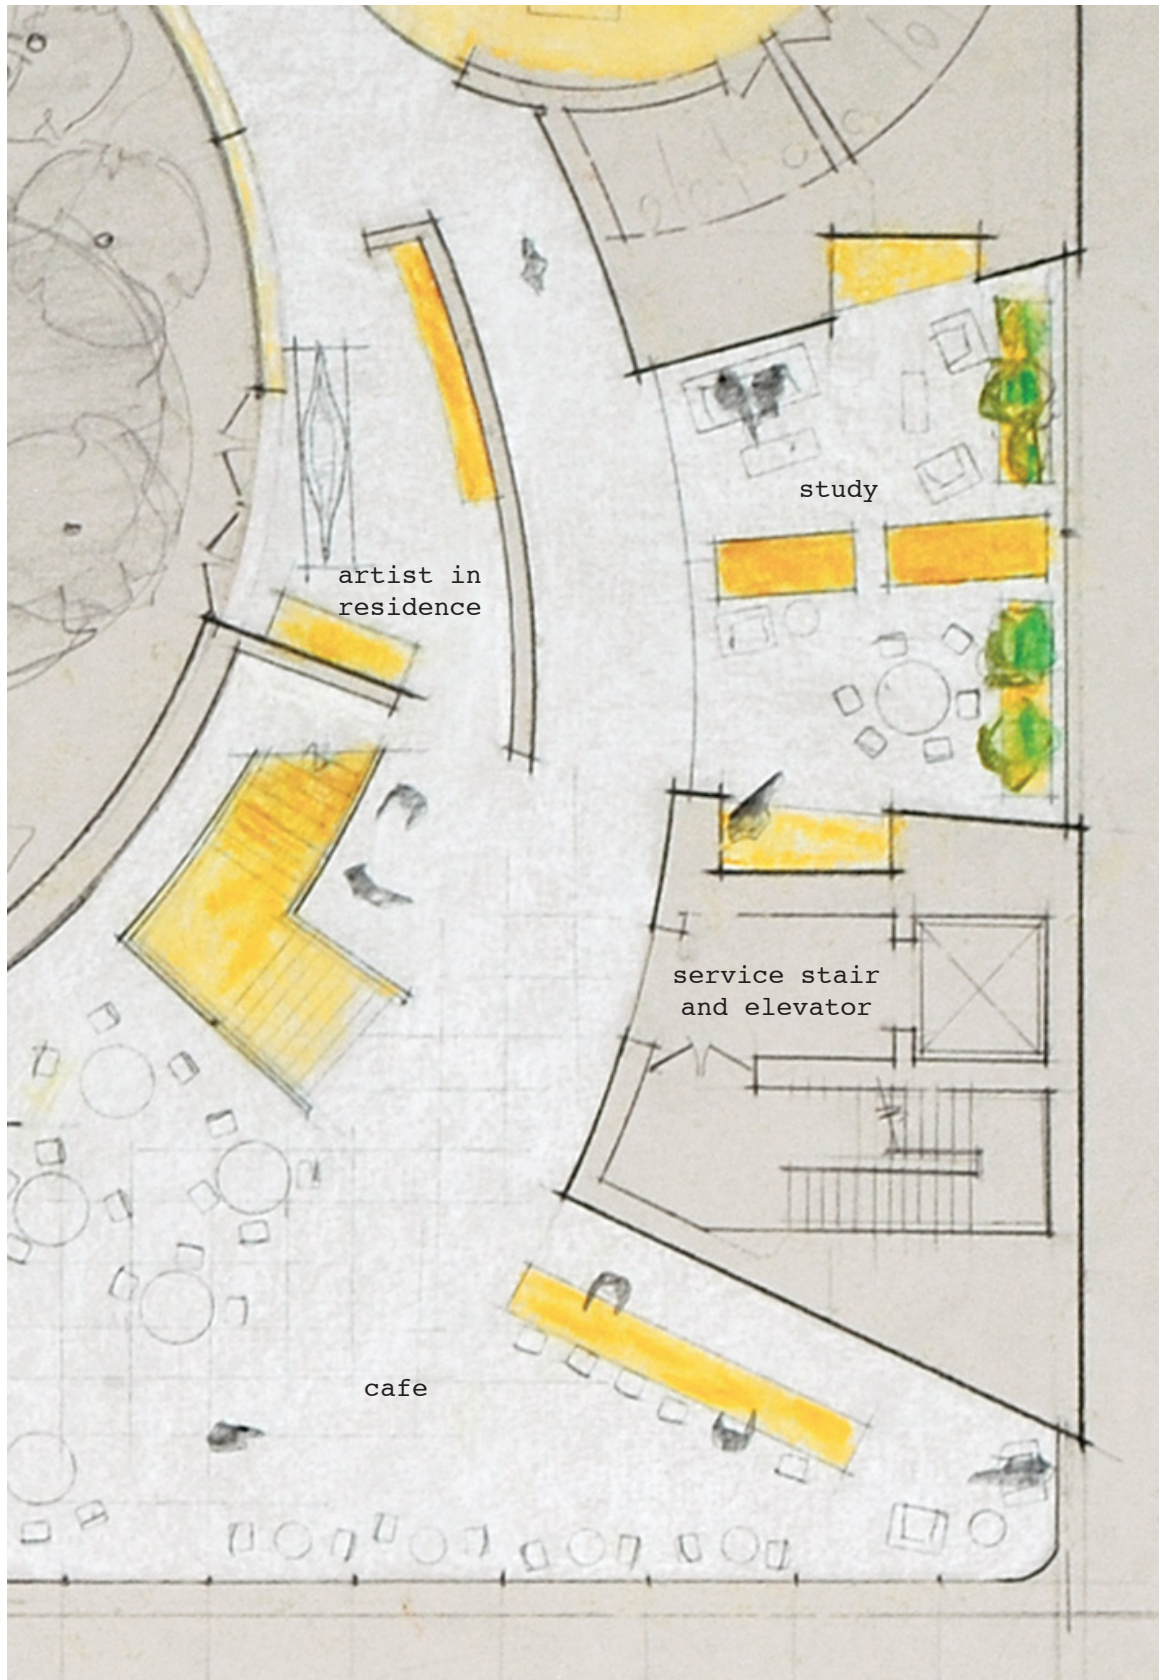 study
artist in
residence
service stair
and elevator
cafe